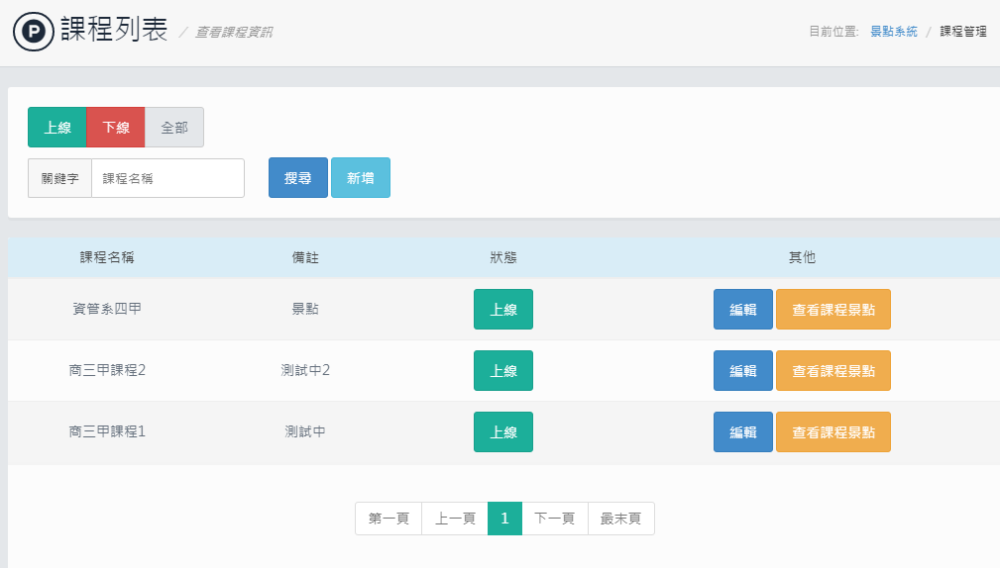 P 課程列表 / 查看課程資訊
目前位置: 景點系統 / 課程管理
上線 下線 全部
關鍵字 課程名稱 搜尋 新增
課程名稱 備註 狀態 其他
資管系四甲 景點 上線 編輯 查看課程景點
商三甲課程2 測試中2 上線 編輯 查看課程景點
商三甲課程1 測試中 上線 編輯 查看課程景點
第一頁 上一頁 1 下一頁 最末頁